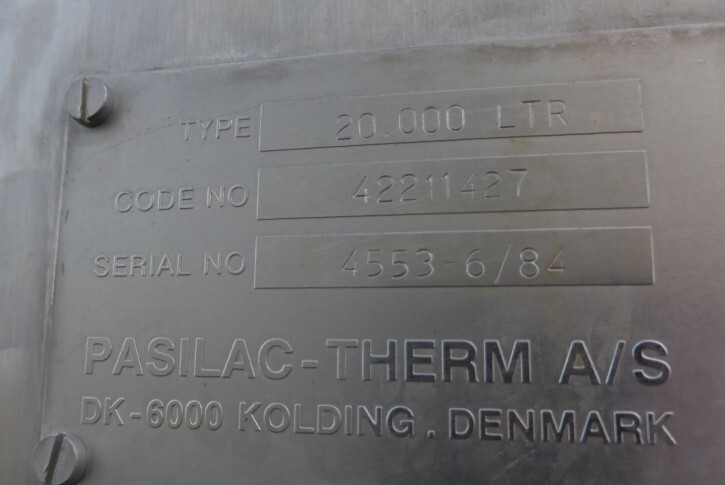 TYPE 20.000 LTR
CODE NO 42211427
SERIAL NO 4553-6/84
PASILAC-THERM A/S
DK-6000 KOLDING. DENMARK